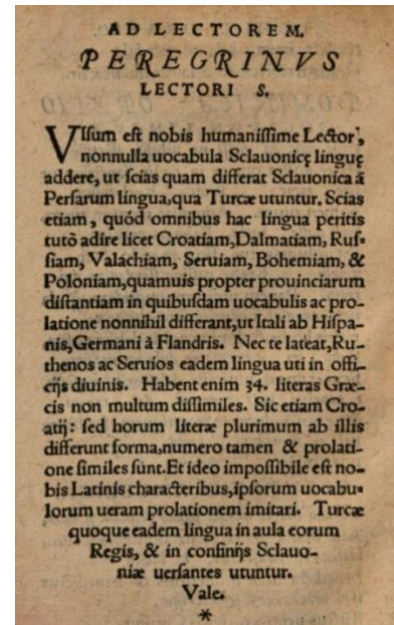 AD LECTOREM.
PEREGRINVS
LECTORI S.
VIsum est nobis humanissime Lector,
nonnulla uocabula Sclauonicę linguę
addere, ut scias quam differat Sclauonica á
Persarum lingua,qua Turcæ utuntur. Scias
etiam, quód omnibus hac lingua peritis
tutò adire licet Croatiam,Dalmatiam, Rus-
siam, Valachiam, Seruiam, Bohemiam, &
Poloniam,quamuis propter prouinciarum
distantiam in quibusdam uocabulis ac pro-
latione nonnihil differant,ut Itali ab Hispa-
nis,Germani à Flandris. Nec te lateat,Ru-
thenos ac Seruios eadem lingua uti in offi-
cijs diuinis. Habent enim 34. literas Græ-
cis non multum dissimiles. Sic etiam Cro-
atij: sed horum literæ plurimum ab illis
differunt forma,numero tamen & prolati-
one similes sunt.Et ideo impossibile est no-
bis Latinis characteribus,ipsorum uocabu-
lorum ueram prolationem imitari. Turcæ
quoque eadem lingua in aula eorum
Regis, & in confinijs Sclauo-
niæ uersantes utuntur.
Vale.
*